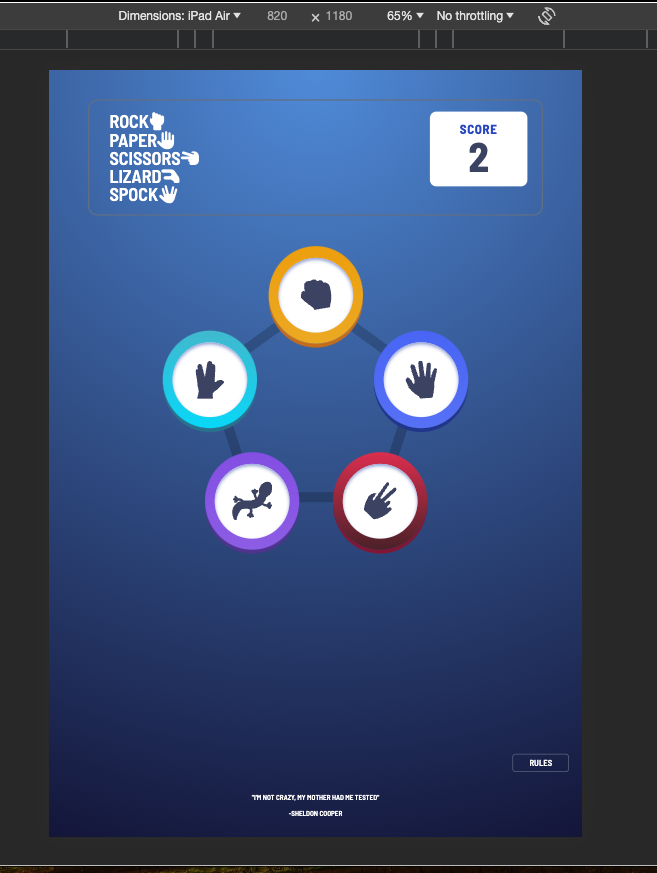 Dimensions: iPad Air 820 × 1180 65% No throttling
ROCK
PAPER
SCISSORS
LIZARD
SPOCK
SCORE
2
RULES
"I'M NOT CRAZY, MY MOTHER HAD ME TESTED"
-SHELDON COOPER